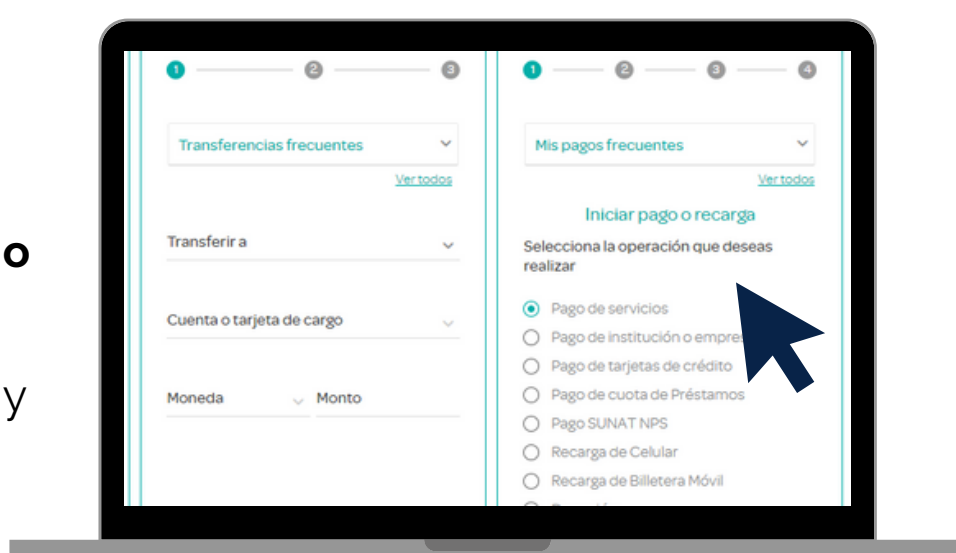 o
y
1 2 3
Transferencias frecuentes
Ver todos
Transferir a
Cuenta o tarjeta de cargo
Moneda Monto
1 2 3 4
Mis pagos frecuentes
Ver todos
Iniciar pago o recarga
Selecciona la operación que deseas
realizar
Pago de servicios
Pago de institución o
Pago de tarjetas de crédito
Pago de cuota de Préstamos
Pago SUNAT NPS
Recarga de Celular
Recarga de Billetera Móvil